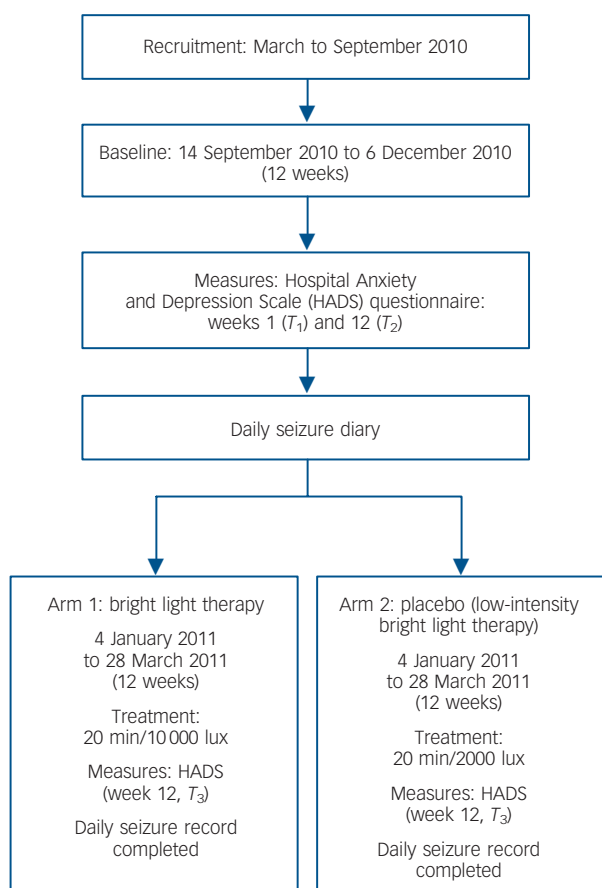 Recruitment: March to September 2010
Baseline: 14 September 2010 to 6 December 2010
(12 weeks)
Measures: Hospital Anxiety
and Depression Scale (HADS) questionnaire:
weeks 1 (T₁) and 12 (T₂)
Daily seizure diary
Arm 1: bright light therapy
4 January 2011
to 28 March 2011
(12 weeks)
Treatment:
20 min/10 000 lux
Measures: HADS
(week 12, T₃)
Daily seizure record
completed
Arm 2: placebo (low-intensity
bright light therapy)
4 January 2011
to 28 March 2011
(12 weeks)
Treatment:
20 min/2000 lux
Measures: HADS
(week 12, T₃)
Daily seizure record
completed